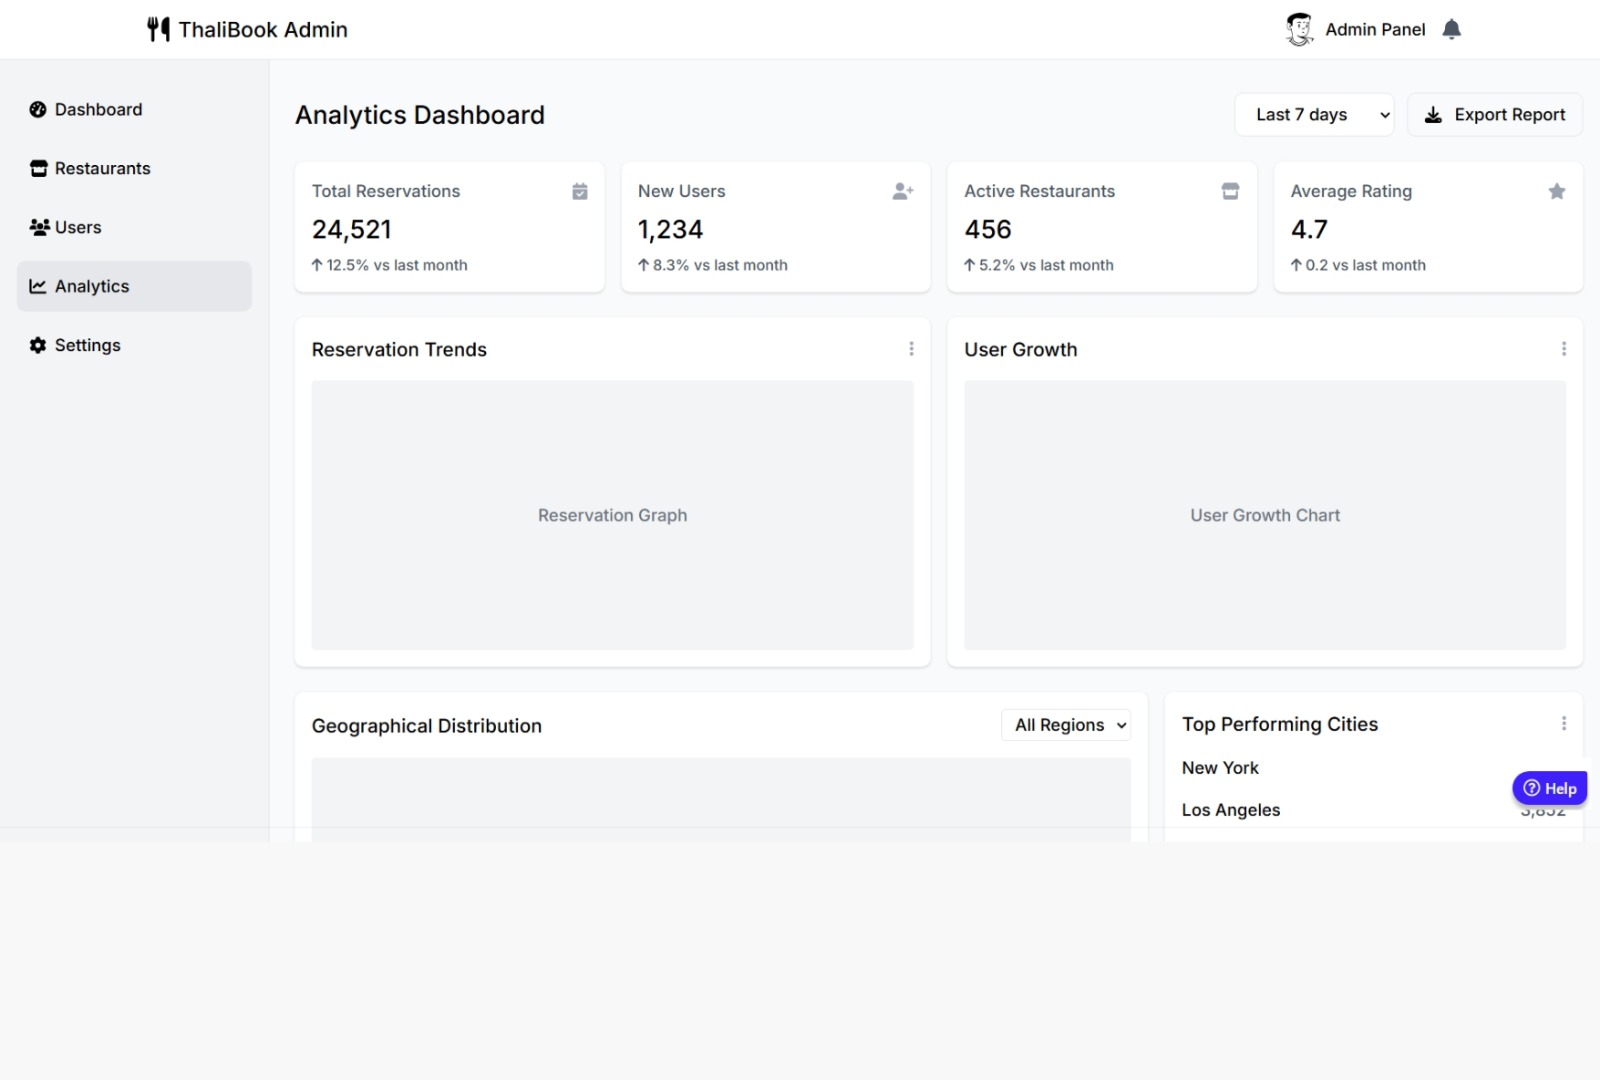 ThaliBook Admin
Admin Panel
Dashboard
Restaurants
Users
Analytics
Settings
Analytics Dashboard
Last 7 days
Export Report
Total Reservations
24,521
12.5% vs last month
New Users
1,234
8.3% vs last month
Active Restaurants
456
5.2% vs last month
Average Rating
4.7
0.2 vs last month
Reservation Trends
Reservation Graph
User Growth
User Growth Chart
Geographical Distribution
All Regions
Top Performing Cities
New York
Help
Los Angeles